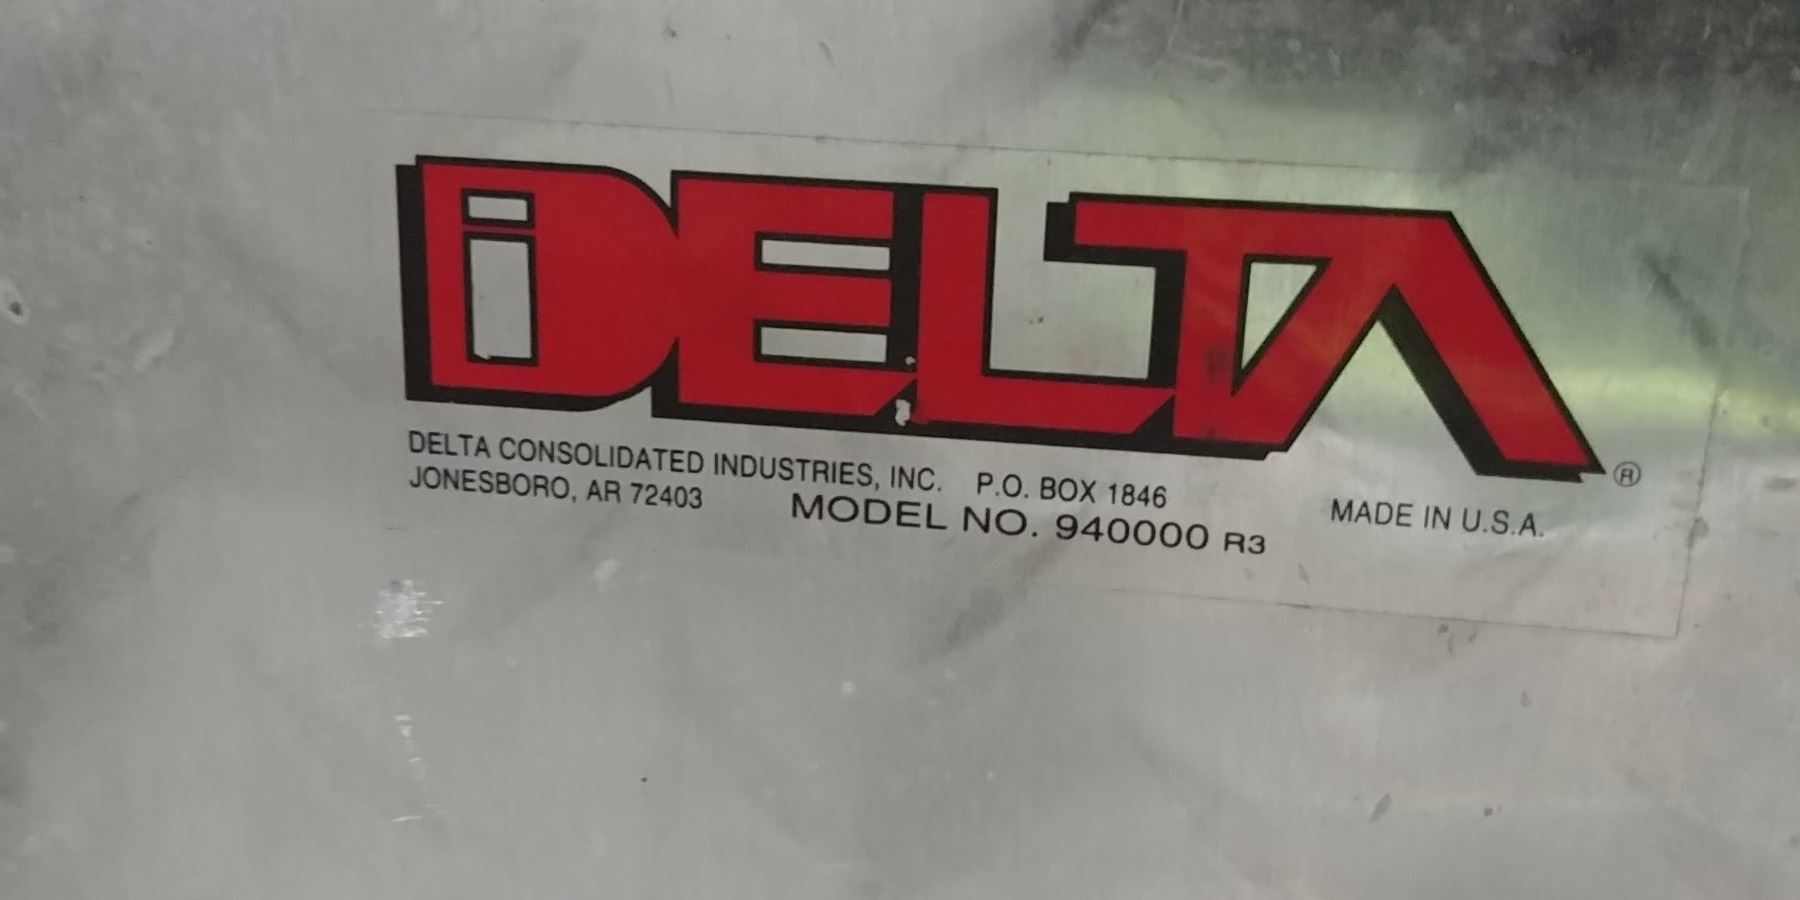 DELTA ®
DELTA CONSOLIDATED INDUSTRIES, INC. P.O. BOX 1846
JONESBORO, AR 72403 MODEL NO. 940000 R3 MADE IN U.S.A.